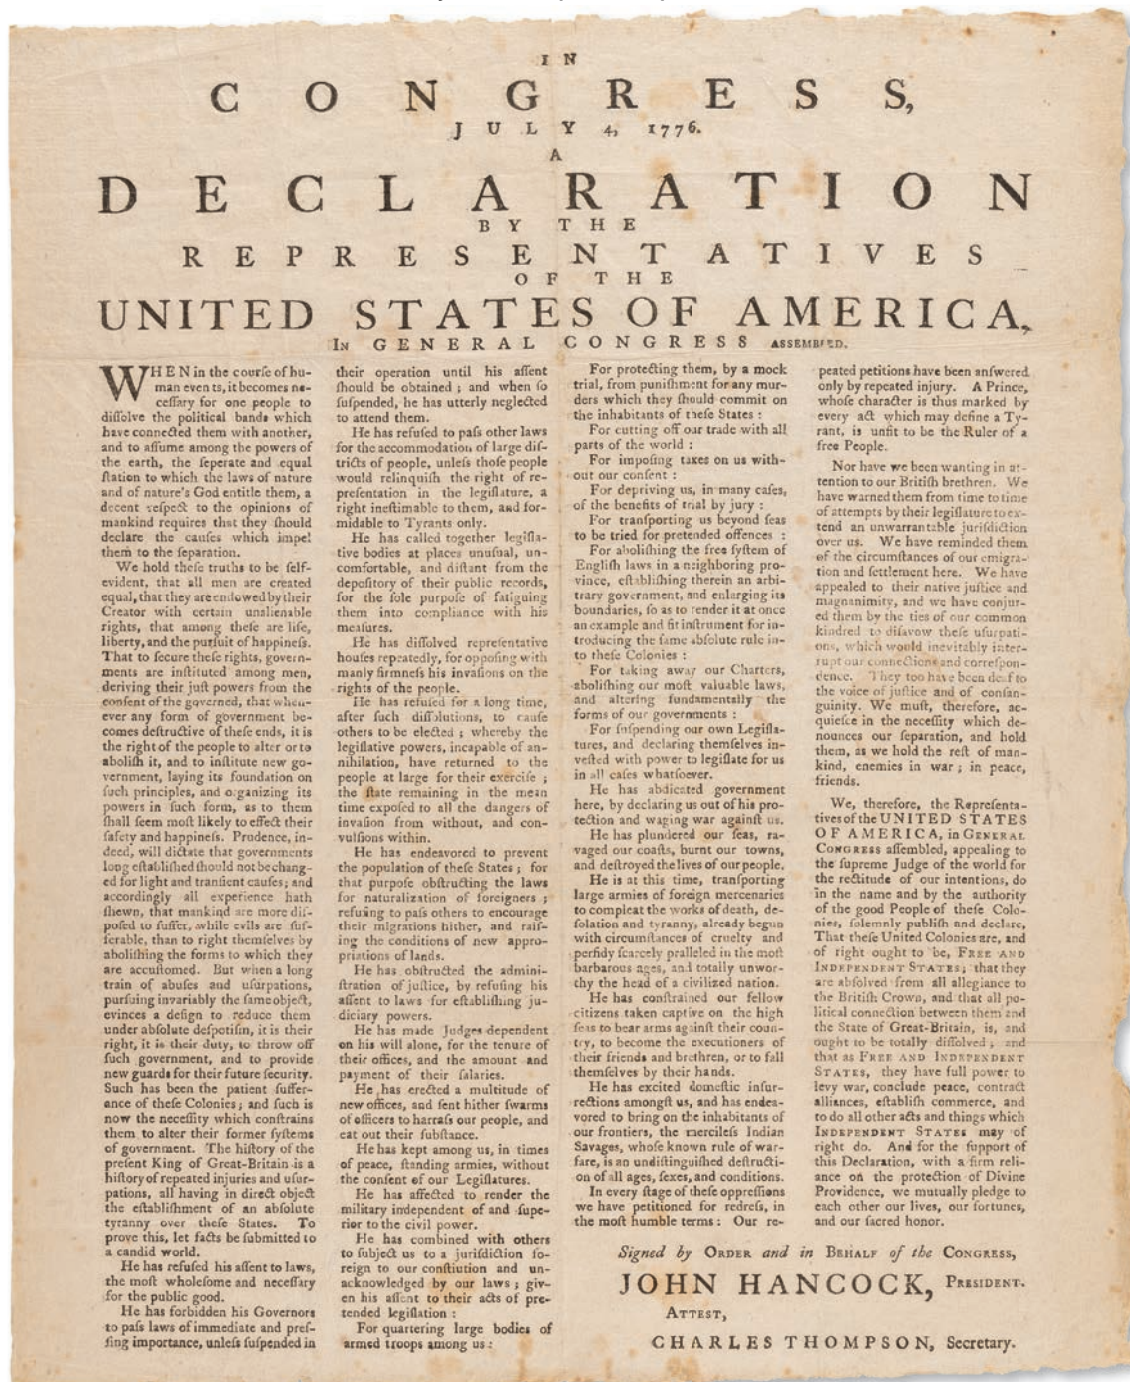 IN
CONGRESS,
JULY 4, 1776.
A
DECLARATION
BY THE
REPRESENTATIVES
OF THE
UNITED STATES OF AMERICA,
IN GENERAL CONGRESS ASSEMBLED.
WHEN in the courſe of hu-
man events, it becomes ne-
ceſſary for one people to
diſſolve the political bands which
have connected them with another,
and to aſſume among the powers of
the earth, the ſeperate and equal
ſtation to which the laws of nature
and of nature's God entitle them, a
decent reſpect to the opinions of
mankind requires that they ſhould
declare the cauſes which impel
them to the ſeparation.
We hold theſe truths to be ſelf-
evident, that all men are created
equal, that they are endowed by their
Creator with certain unalienable
rights, that among theſe are life,
liberty, and the purſuit of happineſs.
That to ſecure theſe rights, govern-
ments are inſtituted among men,
deriving their juſt powers from the
conſent of the governed, that when-
ever any form of government be-
comes deſtructive of theſe ends, it is
the right of the people to alter or to
aboliſh it, and to inſtitute new go-
vernment, laying its foundation on
ſuch principles, and organizing its
powers in ſuch form, as to them
ſhall ſeem moſt likely to effect their
ſafety and happineſs. Prudence, in-
deed, will dictate that governments
long eſtabliſhed ſhould not be chang-
ed for light and tranſient cauſes; and
accordingly all experience hath
ſhewn, that mankind are more diſ-
poſed to ſuffer, while evils are ſuf-
ferable, than to right themſelves by
aboliſhing the forms to which they
are accuſtomed. But when a long
train of abuſes and uſurpations,
purſuing invariably the ſame object,
evinces a deſign to reduce them
under abſolute deſpotiſm, it is their
right, it is their duty, to throw off
ſuch government, and to provide
new guards for their future ſecurity.
Such has been the patient ſuffer-
ance of theſe Colonies; and ſuch is
now the neceſſity which conſtrains
them to alter their former ſyſtems
of government. The hiſtory of the
preſent King of Great-Britain is a
hiſtory of repeated injuries and uſur-
pations, all having in direct object
the eſtabliſhment of an abſolute
tyranny over theſe States. To
prove this, let facts be ſubmitted to
a candid world.
He has refuſed his aſſent to laws,
the moſt wholeſome and neceſſary
for the public good.
He has forbidden his Governors
to paſs laws of immediate and preſ-
ſing importance, unleſs ſuſpended in
their operation until his aſſent
ſhould be obtained; and when ſo
ſuſpended, he has utterly neglected
to attend them.
He has refuſed to paſs other laws
for the accommodation of large diſ-
tricts of people, unleſs thoſe people
would relinquiſh the right of re-
preſentation in the legiſlature, a
right ineſtimable to them, and for-
midable to Tyrants only.
He has called together legiſla-
tive bodies at places unuſual, un-
comfortable, and diſtant from the
depoſitory of their public records,
for the ſole purpoſe of fatiguing
them into compliance with his
meaſures.
He has diſſolved repreſentative
houſes repeatedly, for oppoſing with
manly firmneſs his invaſions on the
rights of the people.
He has refuſed for a long time,
after ſuch diſſolutions, to cauſe
others to be elected; whereby the
legiſlative powers, incapable of an-
nihilation, have returned to the
people at large for their exerciſe;
the ſtate remaining in the mean
time expoſed to all the dangers of
invaſion from without, and con-
vulſions within.
He has endeavored to prevent
the population of theſe States; for
that purpoſe obſtructing the laws
for naturalization of foreigners;
refuſing to paſs others to encourage
their migrations hither, and raiſ-
ing the conditions of new appro-
priations of lands.
He has obſtructed the admini-
ſtration of juſtice, by refuſing his
aſſent to laws for eſtabliſhing ju-
diciary powers.
He has made Judges dependent
on his will alone, for the tenure of
their offices, and the amount and
payment of their ſalaries.
He has erected a multitude of
new offices, and ſent hither ſwarms
of officers to harraſs our people, and
eat out their ſubſtance.
He has kept among us, in times
of peace, ſtanding armies, without
the conſent of our Legiſlatures.
He has affected to render the
military independent of and ſupe-
rior to the civil power.
He has combined with others
to ſubject us to a juriſdiction fo-
reign to our conſtiution and un-
acknowledged by our laws; giv-
en his aſſent to their acts of pre-
tended legiſlation:
For quartering large bodies of
armed troops among us:
For protecting them, by a mock
trial, from puniſhment for any mur-
ders which they ſhould commit on
the inhabitants of theſe States:
For cutting off our trade with all
parts of the world:
For impoſing taxes on us with-
out our conſent:
For depriving us, in many caſes,
of the benefits of trial by jury:
For tranſporting us beyond ſeas
to be tried for pretended offences:
For aboliſhing the free ſyſtem of
Engliſh laws in a neighboring pro-
vince, eſtabliſhing therein an arbi-
trary government, and enlarging its
boundaries, ſo as to render it at once
an example and fit inſtrument for in-
troducing the ſame abſolute rule in-
to theſe Colonies:
For taking away our Charters,
aboliſhing our moſt valuable laws,
and altering fundamentally the
forms of our governments:
For ſuſpending our own Legiſla-
tures, and declaring themſelves in-
veſted with power to legiſlate for us
in all caſes whatſoever.
He has abdicated government
here, by declaring us out of his pro-
tection and waging war againſt us.
He has plundered our ſeas, ra-
vaged our coaſts, burnt our towns,
and deſtroyed the lives of our people.
He is at this time, tranſporting
large armies of foreign mercenaries
to compleat the works of death, de-
ſolation and tyranny, already begun
with circumſtances of cruelty and
perfidy ſcarcely pralleled in the moſt
barbarous ages, and totally unwor-
thy the head of a civilized nation.
He has conſtrained our fellow
citizens taken captive on the high
ſeas to bear arms againſt their coun-
try, to become the executioners of
their friends and brethren, or to fall
themſelves by their hands.
He has excited domeſtic inſur-
rections amongſt us, and has endea-
vored to bring on the inhabitants of
our frontiers, the mercileſs Indian
Savages, whoſe known rule of war-
fare, is an undiſtinguiſhed deſtructi-
on of all ages, ſexes, and conditions.
In every ſtage of theſe oppreſſions
we have petitioned for redreſs, in
the moſt humble terms: Our re-
peated petitions have been anſwered
only by repeated injury. A Prince,
whoſe character is thus marked by
every act which may define a Ty-
rant, is unfit to be the Ruler of a
free People.
Nor have we been wanting in at-
tention to our Britiſh brethren. We
have warned them from time to time
of attempts by their legiſlature to ex-
tend an unwarrantable juriſdiction
over us. We have reminded them
of the circumſtances of our emigra-
tion and ſettlement here. We have
appealed to their native juſtice and
magnanimity, and we have conjur-
ed them by the ties of our common
kindred to diſavow theſe uſurpati-
ons, which would inevitably inter-
rupt our connections and correſpon-
dence. They too have been deaf to
the voice of juſtice and of conſan-
guinity. We muſt, therefore, ac-
quieſce in the neceſſity which de-
nounces our ſeparation, and hold
them, as we hold the reſt of man-
kind, enemies in war; in peace,
friends.
We, therefore, the Repreſenta-
tives of the UNITED STATES
OF AMERICA, in GENERAL
CONGRESS aſſembled, appealing to
the ſupreme Judge of the world for
the rectitude of our intentions, do
in the name and by the authority
of the good People of theſe Colo-
nies, ſolemnly publiſh and declare,
That theſe United Colonies are, and
of right ought to be, FREE AND
INDEPENDENT STATES; that they
are abſolved from all allegiance to
the Britiſh Crown, and that all po-
litical connection between them and
the State of Great-Britain, is, and
ought to be totally diſſolved; and
that as FREE AND INDEPENDENT
STATES, they have full power to
levy war, conclude peace, contract
alliances, eſtabliſh commerce, and
to do all other acts and things which
INDEPENDENT STATES may of
right do. And for the ſupport of
this Declaration, with a firm reli-
ance on the protection of Divine
Providence, we mutually pledge to
each other our lives, our fortunes,
and our ſacred honor.
Signed by ORDER and in BEHALF of the CONGRESS,
JOHN HANCOCK, PRESIDENT.
ATTEST,
CHARLES THOMPSON, Secretary.